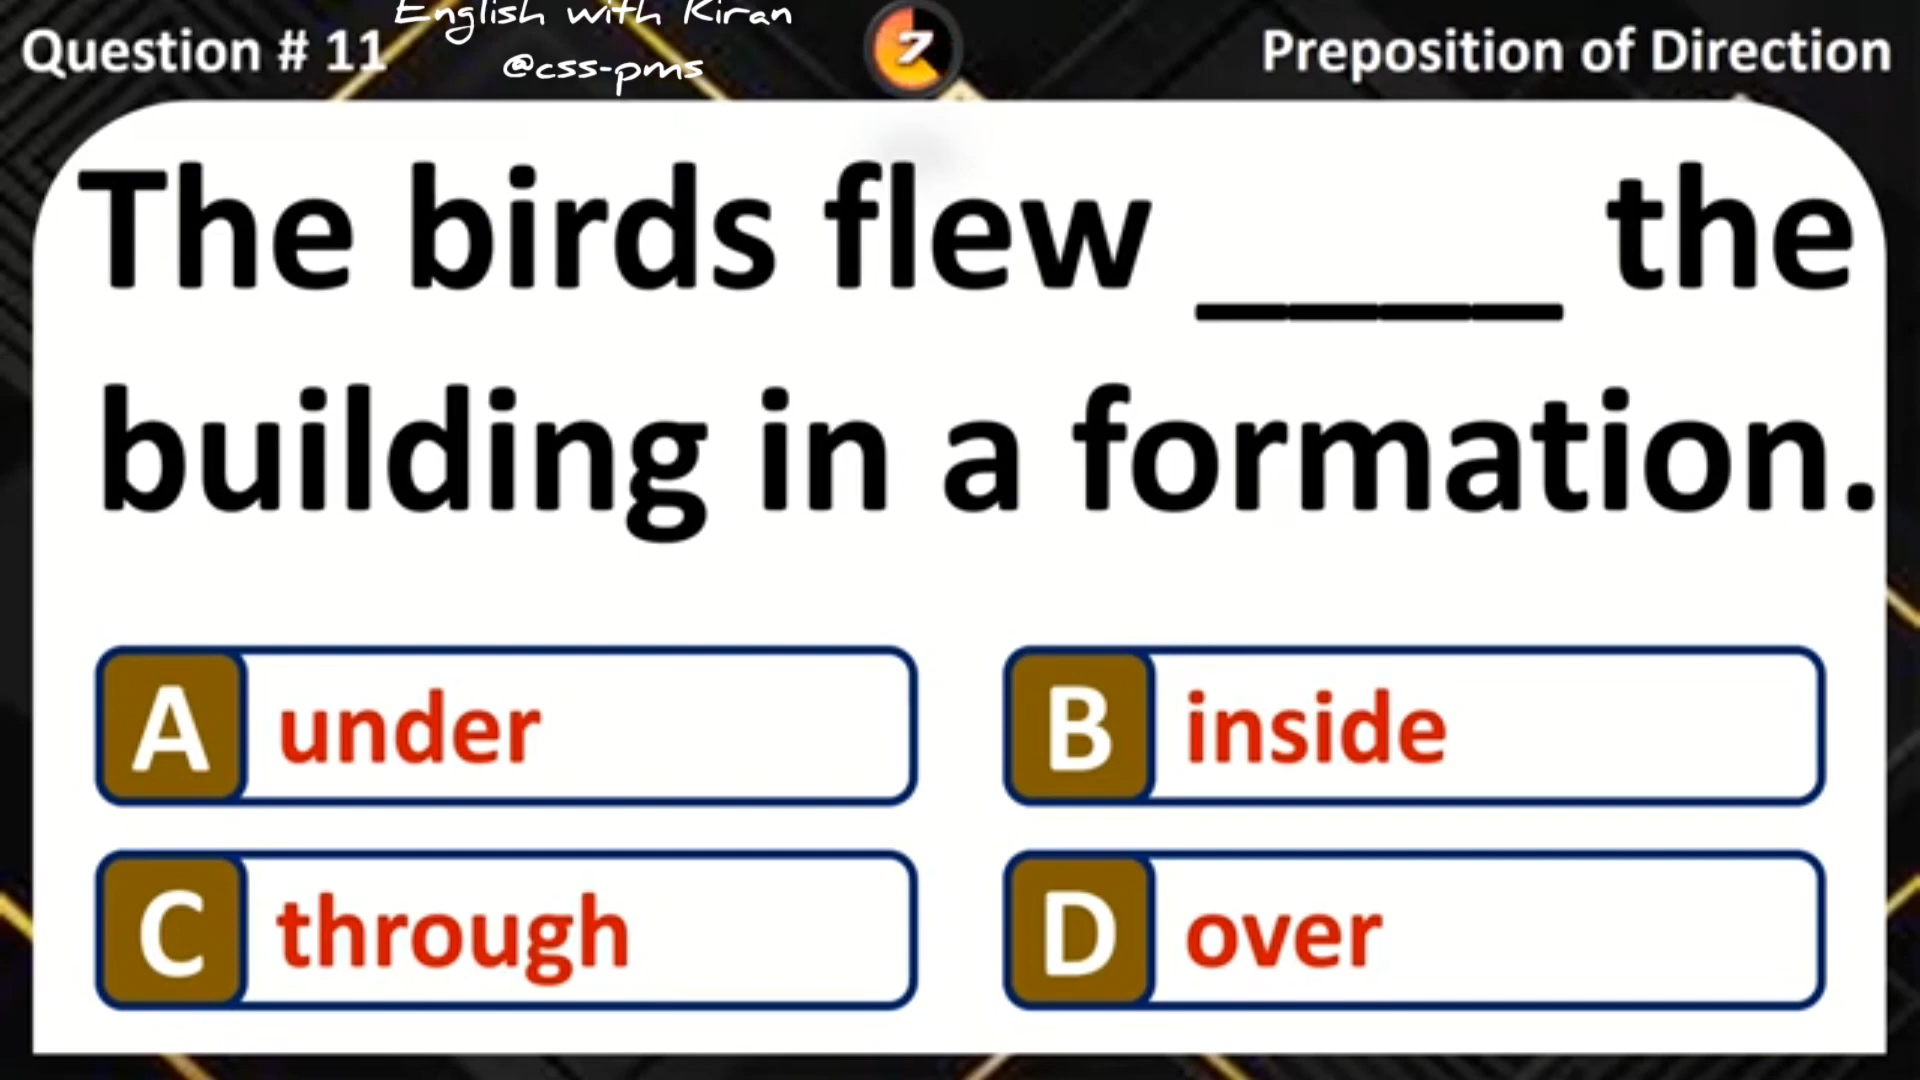 English with Kiran
Question # 11
@css-pms
7
Preposition of Direction
The birds flew ____ the
building in a formation.
A under
B inside
C through
D over